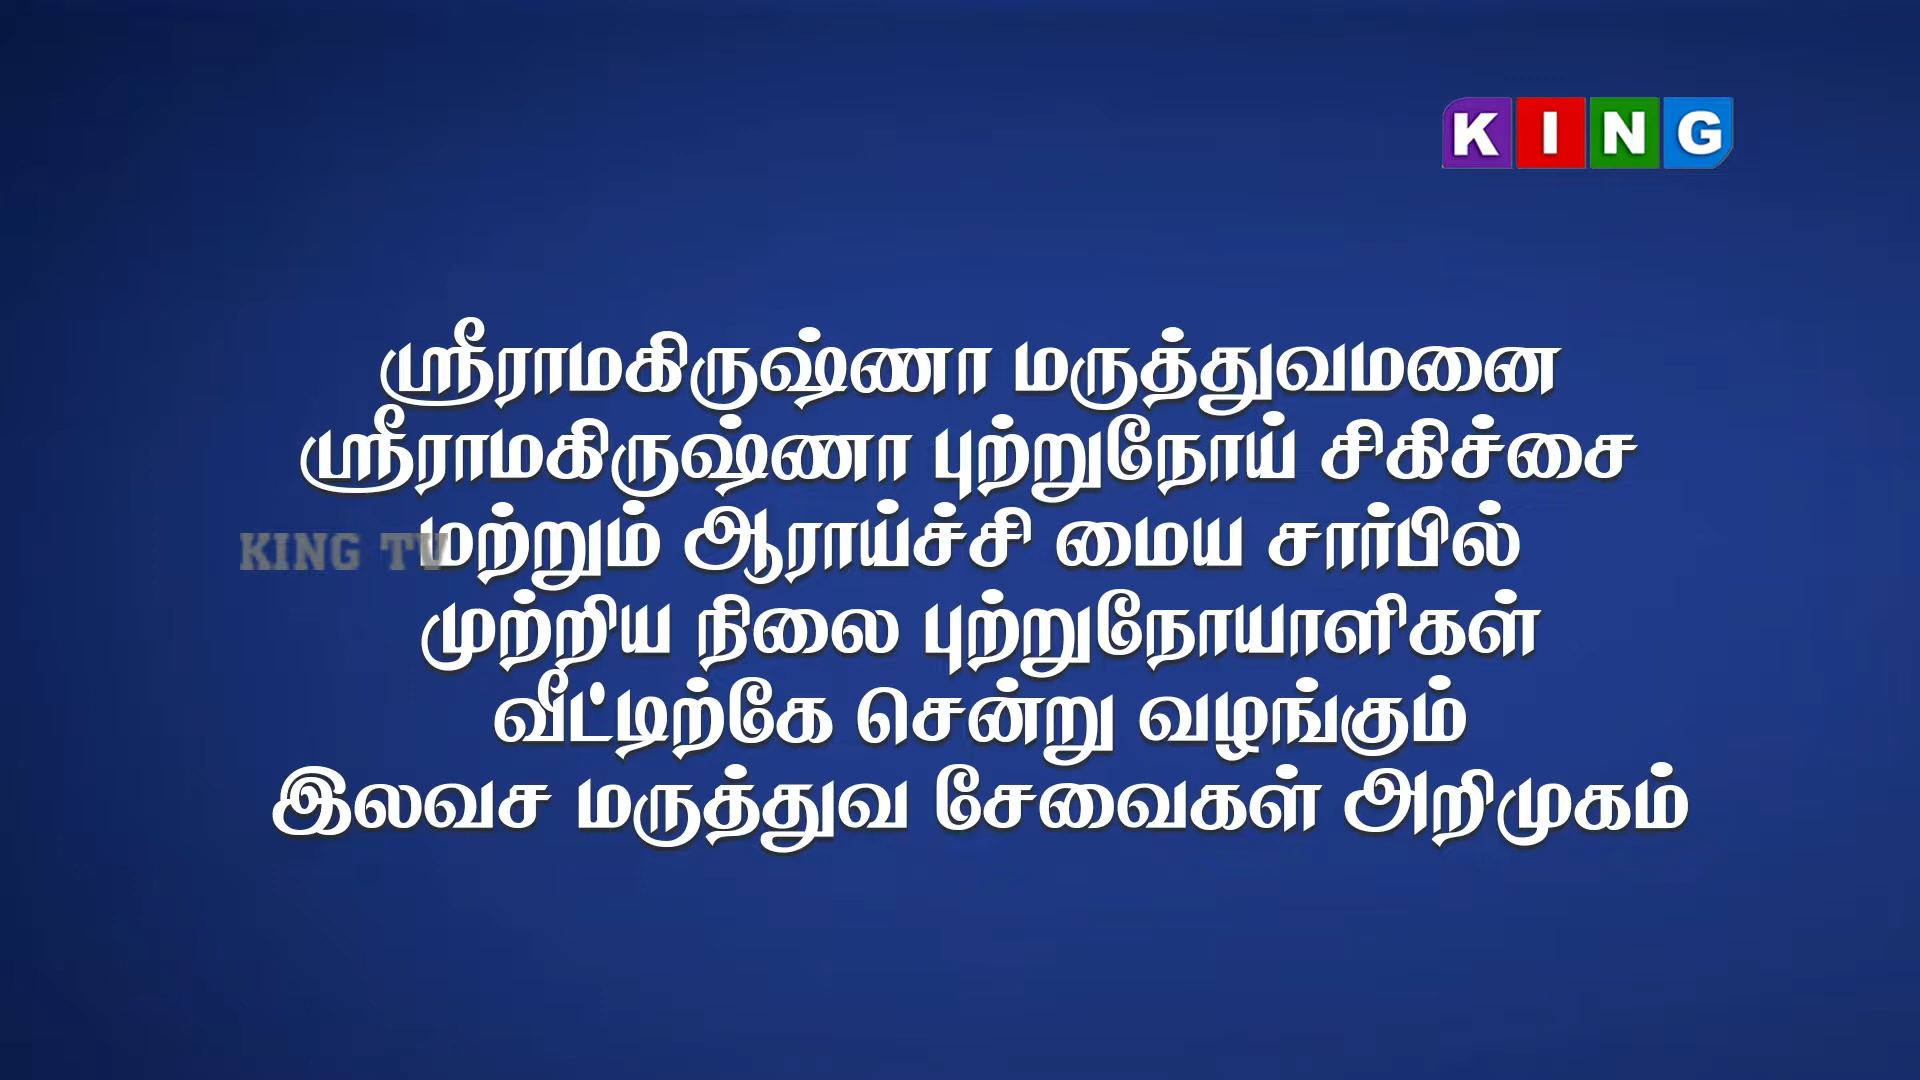 KING
ஸ்ரீராமகிருஷ்ணா மருத்துவமனை
ஸ்ரீராமகிருஷ்ணா புற்றுநோய் சிகிச்சை
மற்றும் ஆராய்ச்சி மைய சார்பில்
KING TV
முற்றிய நிலை புற்றுநோயாளிகள்
வீட்டிற்கே சென்று வழங்கும்
இலவச மருத்துவ சேவைகள் அறிமுகம்